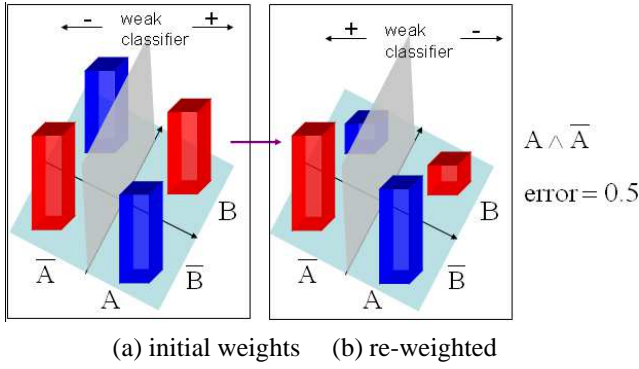 - weak +
classifier
A̅
A
B̅
B
+ weak -
classifier
A̅
A
B̅
B
A ∧ A̅
error = 0.5
(a) initial weights (b) re-weighted